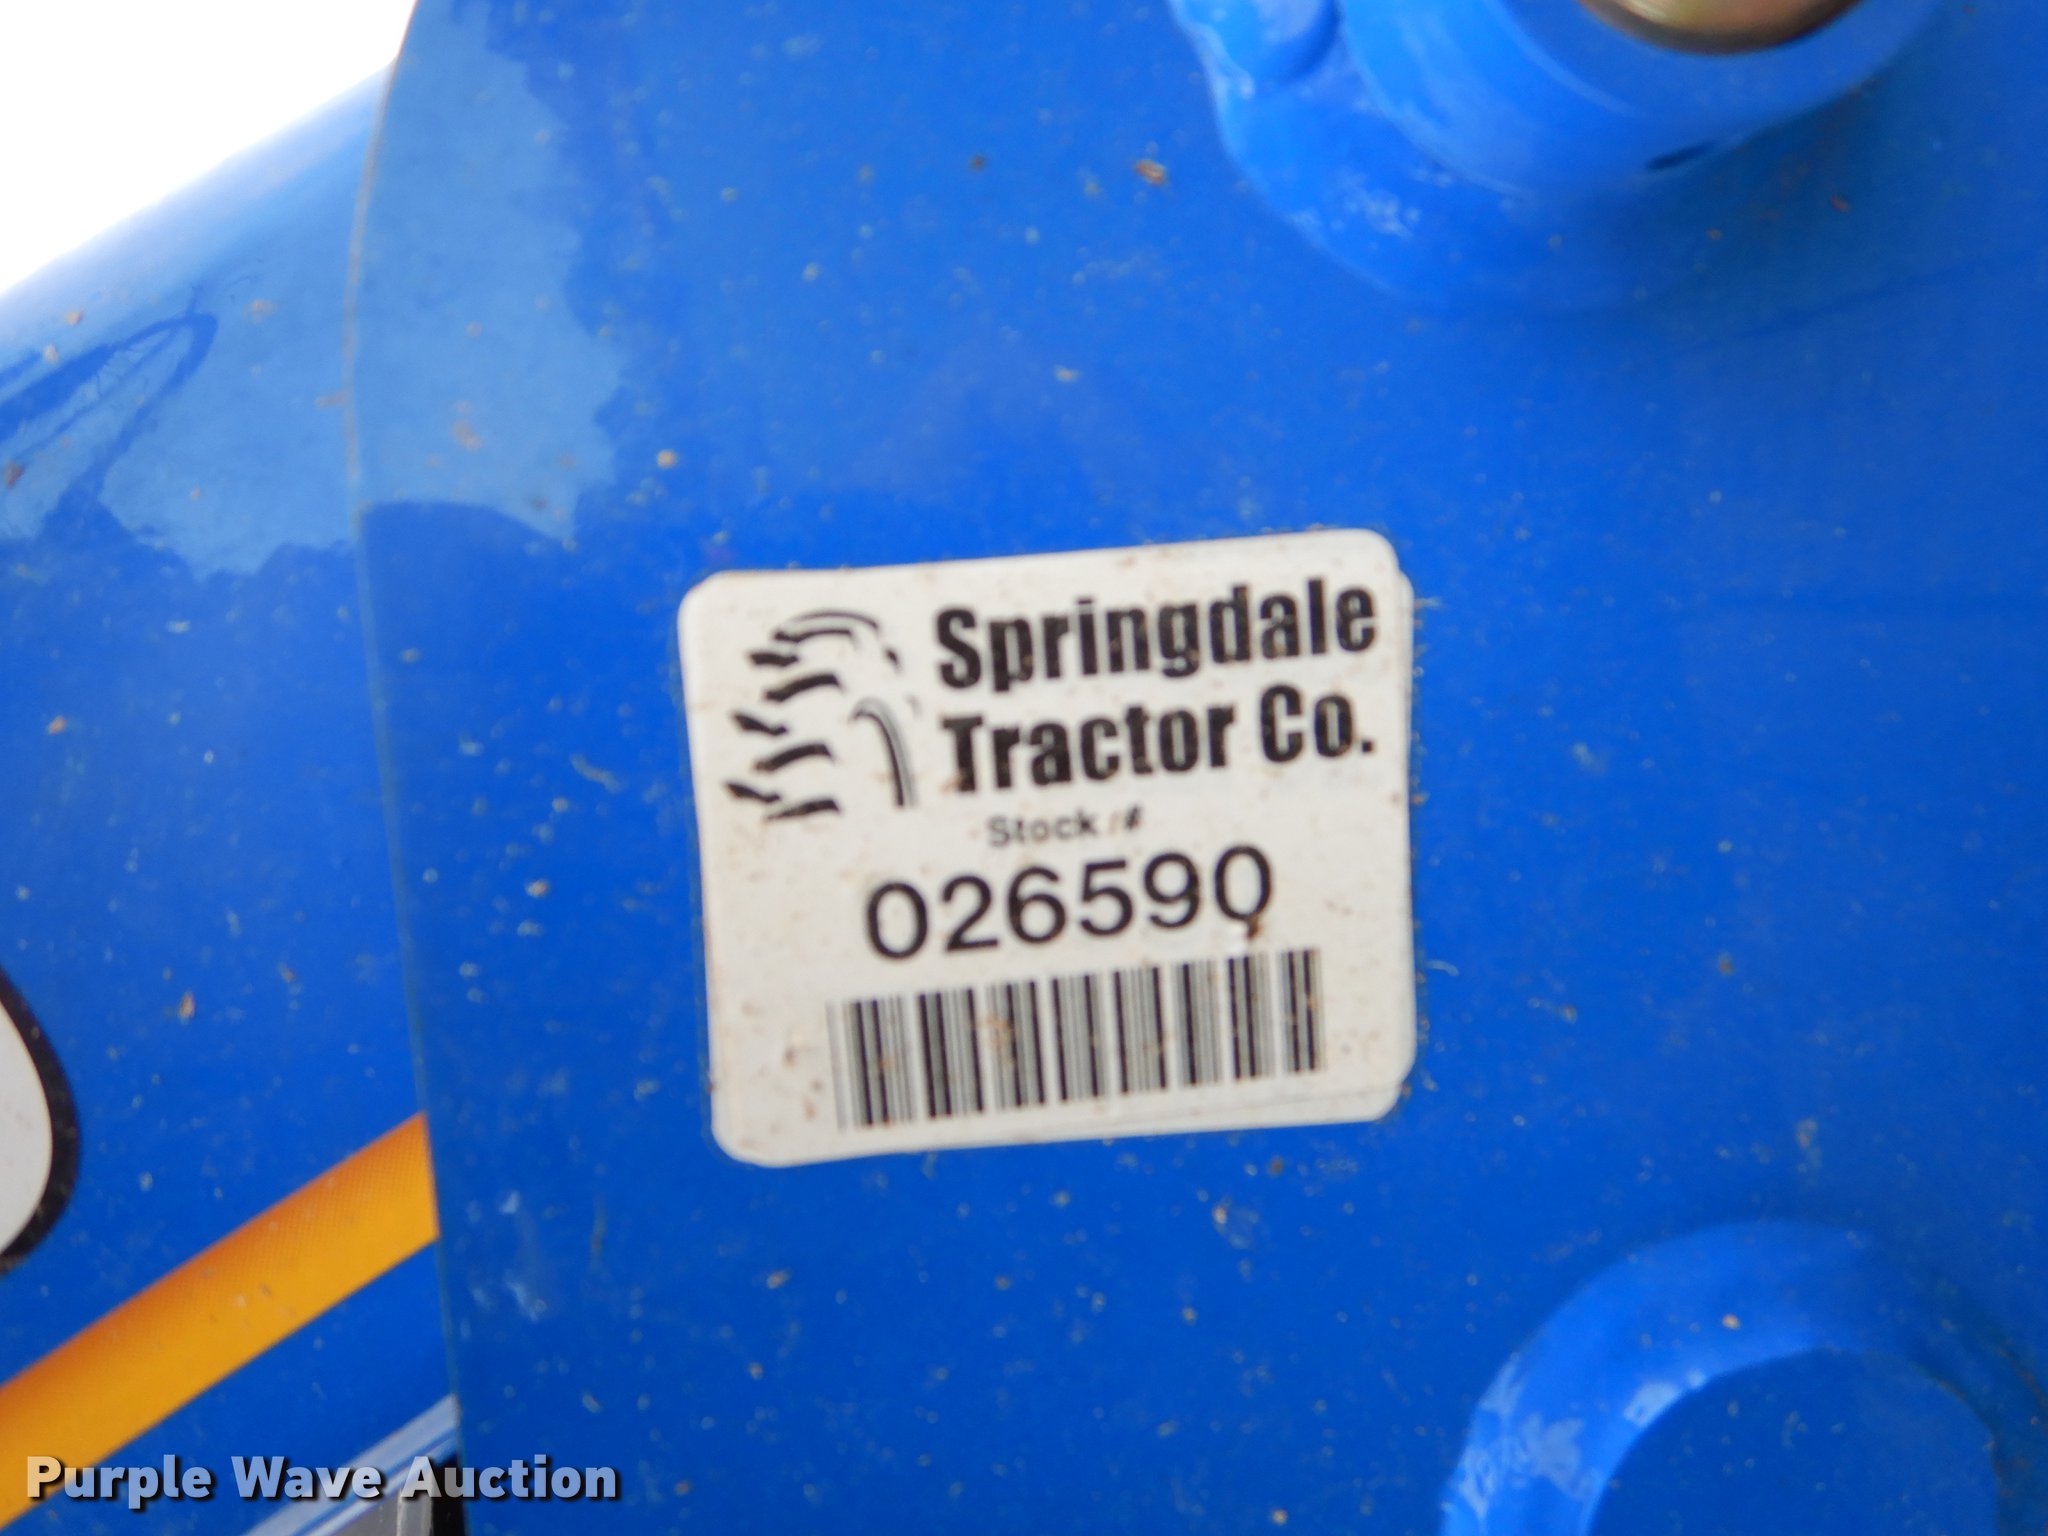 Springdale
Tractor Co.
Stock #
026590
Purple Wave Auction